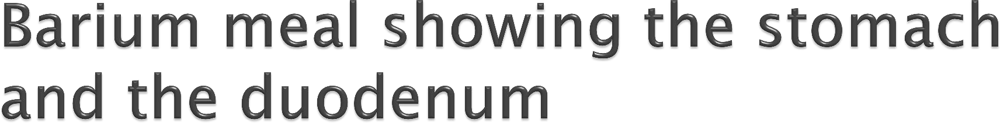 Barium meal showing the stomach
and the duodenum